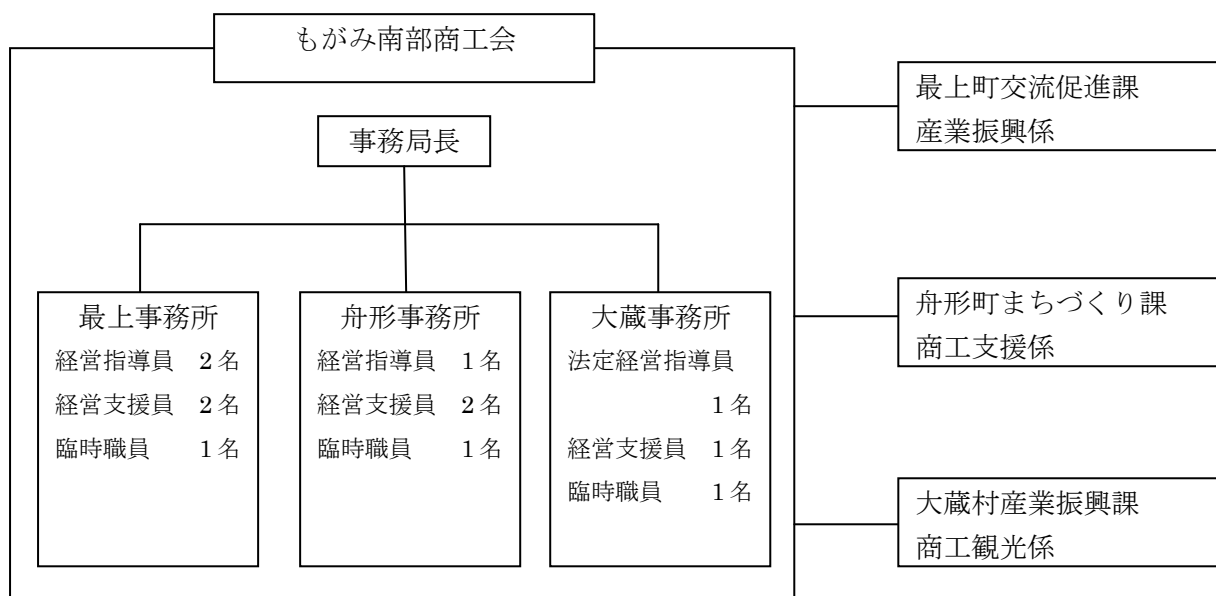 もがみ南部商工会
事務局長
最上事務所
経営指導員 2名
経営支援員 2名
臨時職員 1名
舟形事務所
経営指導員 1名
経営支援員 2名
臨時職員 1名
大蔵事務所
法定経営指導員
1名
経営支援員 1名
臨時職員 1名
最上町交流促進課
産業振興係
舟形町まちづくり課
商工支援係
大蔵村産業振興課
商工観光係